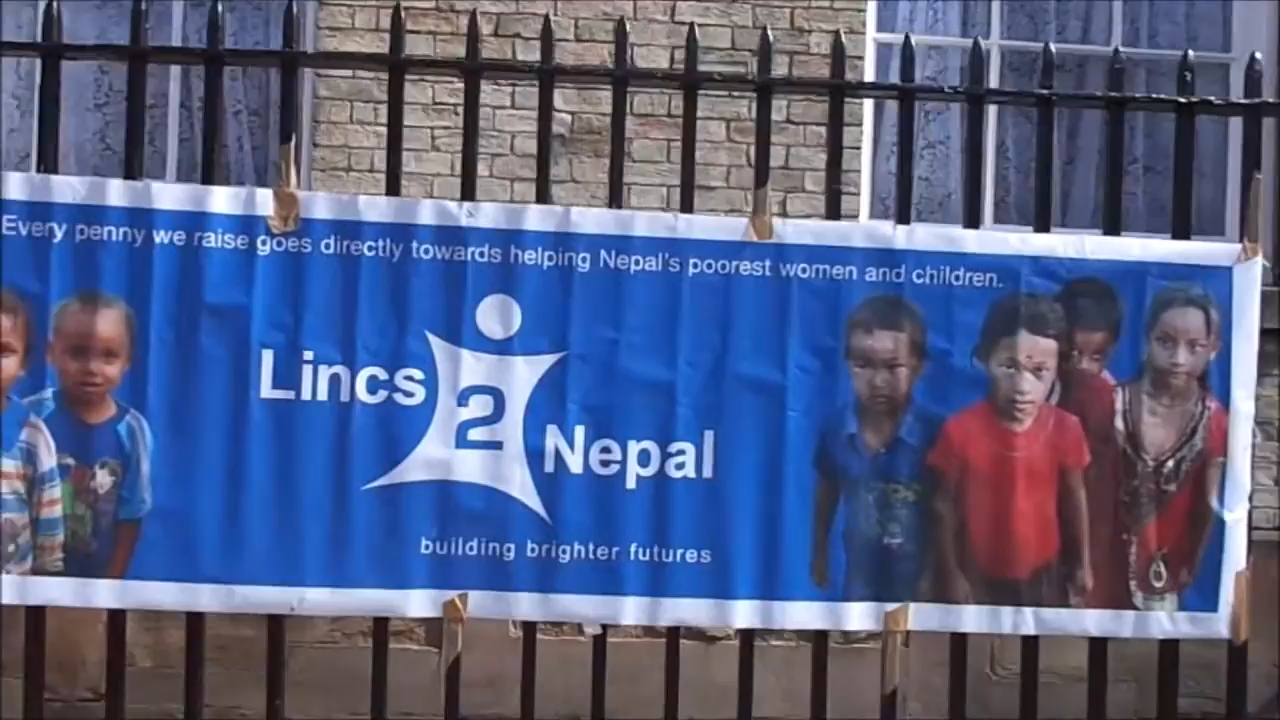 Every penny we raise goes directly towards helping Nepal's poorest women and children.
Lincs 2 Nepal
building brighter futures